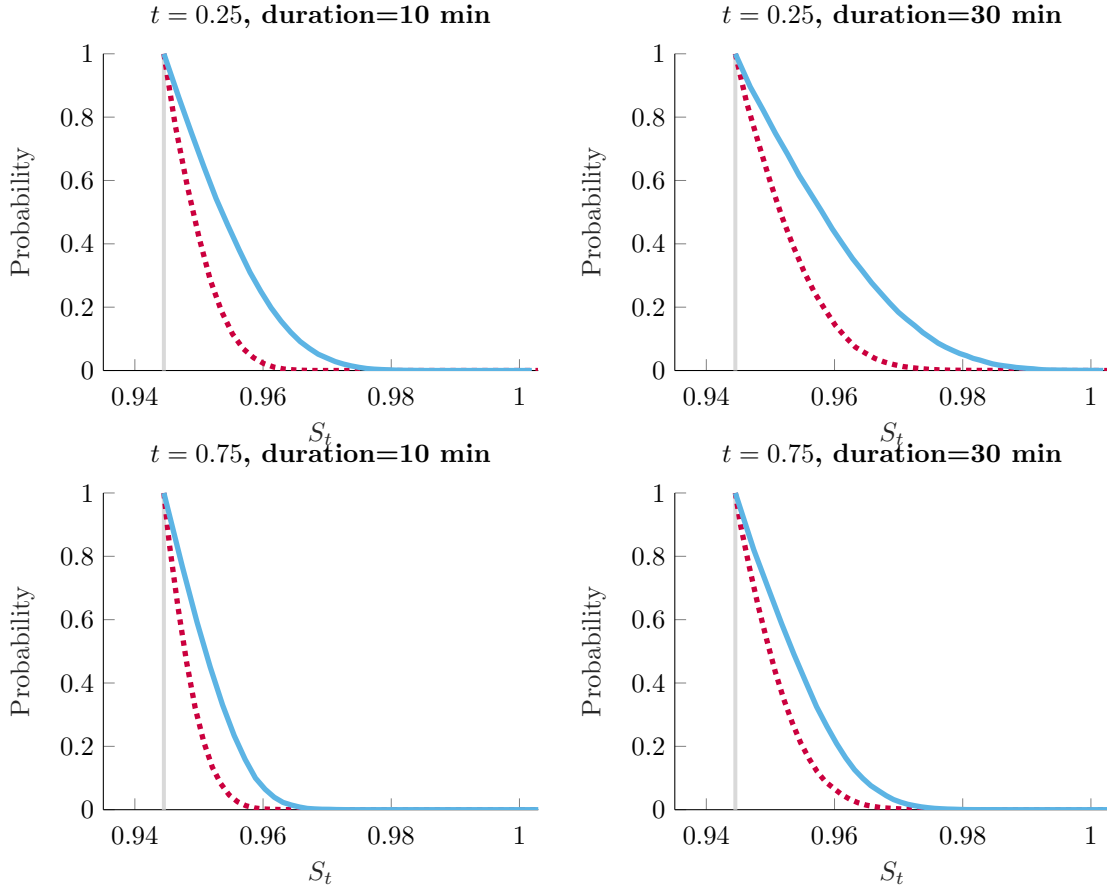 t = 0.25, duration=10 min
1
0.8
0.6
0.4
0.2
0
Probability
0.94 0.96 0.98 1
S_t
t = 0.25, duration=30 min
1
0.8
0.6
0.4
0.2
0
Probability
0.94 0.96 0.98 1
S_t
t = 0.75, duration=10 min
1
0.8
0.6
0.4
0.2
0
Probability
0.94 0.96 0.98 1
S_t
t = 0.75, duration=30 min
1
0.8
0.6
0.4
0.2
0
Probability
0.94 0.96 0.98 1
S_t